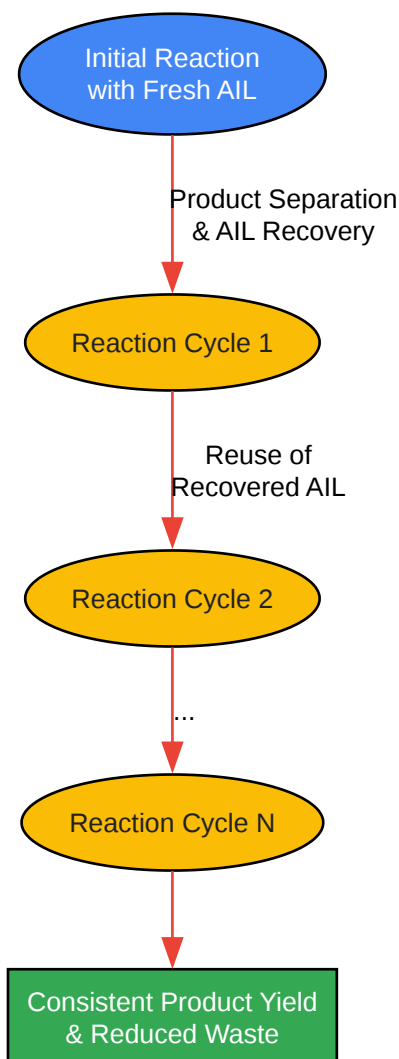 Initial Reaction
with Fresh AIL
Product Separation
& AIL Recovery
Reaction Cycle 1
Reuse of
Recovered AIL
Reaction Cycle 2
...
Reaction Cycle N
Consistent Product Yield
& Reduced Waste